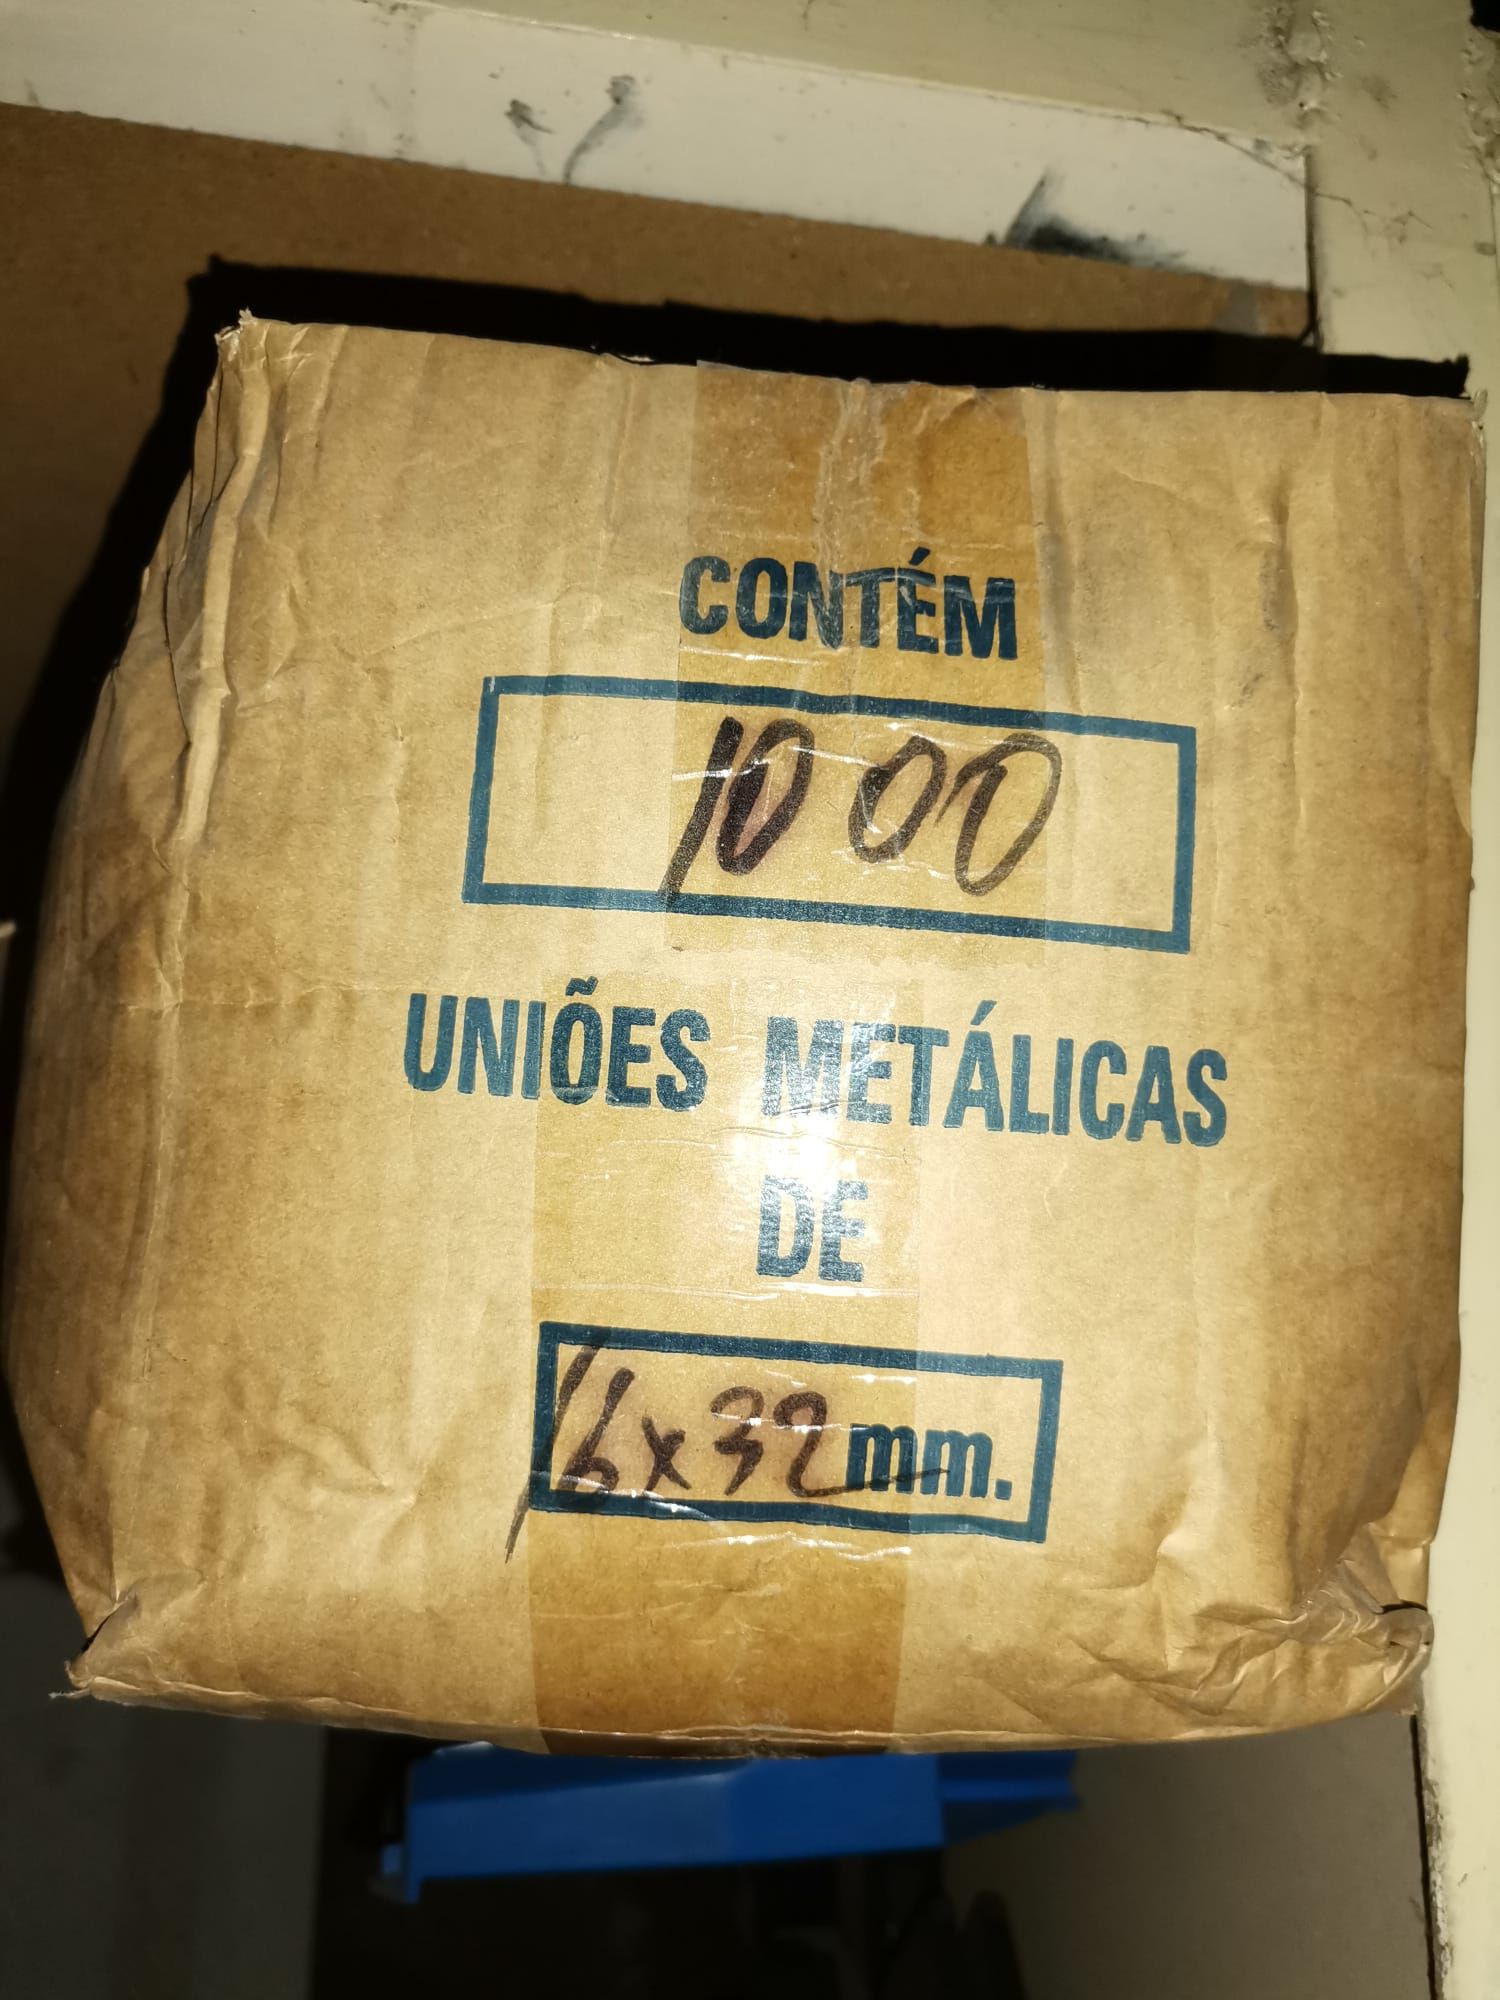 CONTÉM
1000
UNIÕES METÁLICAS
DE
16x32 mm.